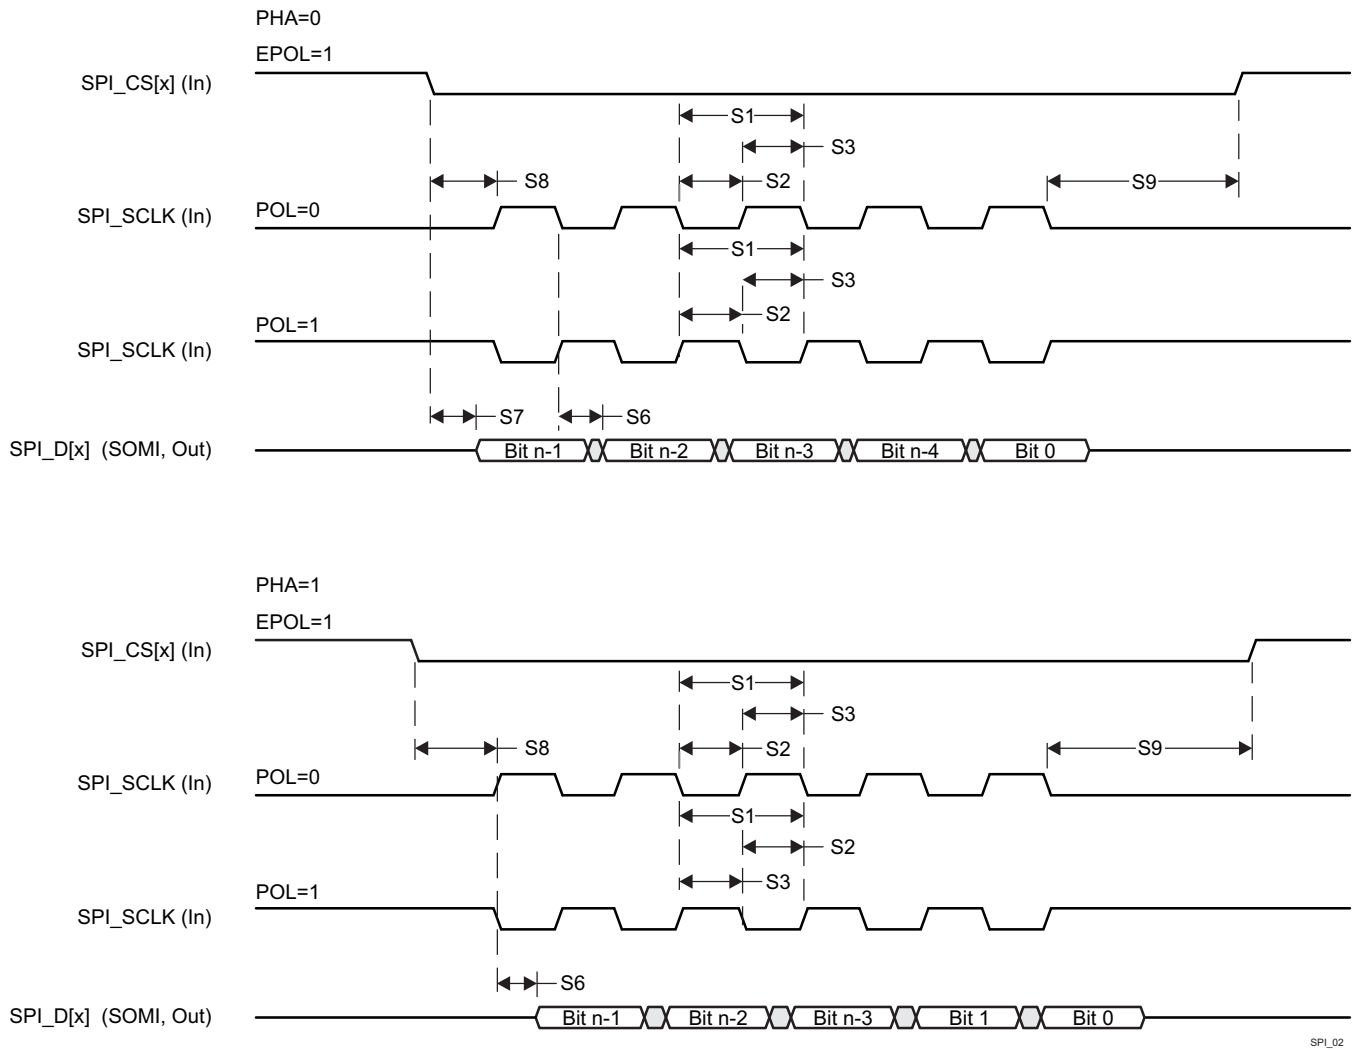 PHA=0
EPOL=1
SPI_CS[x] (In)
S1
S3
S8
S2
S9
POL=0
SPI_SCLK (In)
S1
S3
S2
POL=1
SPI_SCLK (In)
S7
S6
SPI_D[x] (SOMI, Out)
Bit n-1
Bit n-2
Bit n-3
Bit n-4
Bit 0
PHA=1
EPOL=1
SPI_CS[x] (In)
S1
S3
S8
S2
S9
POL=0
SPI_SCLK (In)
S1
S2
S3
POL=1
SPI_SCLK (In)
S6
SPI_D[x] (SOMI, Out)
Bit n-1
Bit n-2
Bit n-3
Bit 1
Bit 0
SPI_02